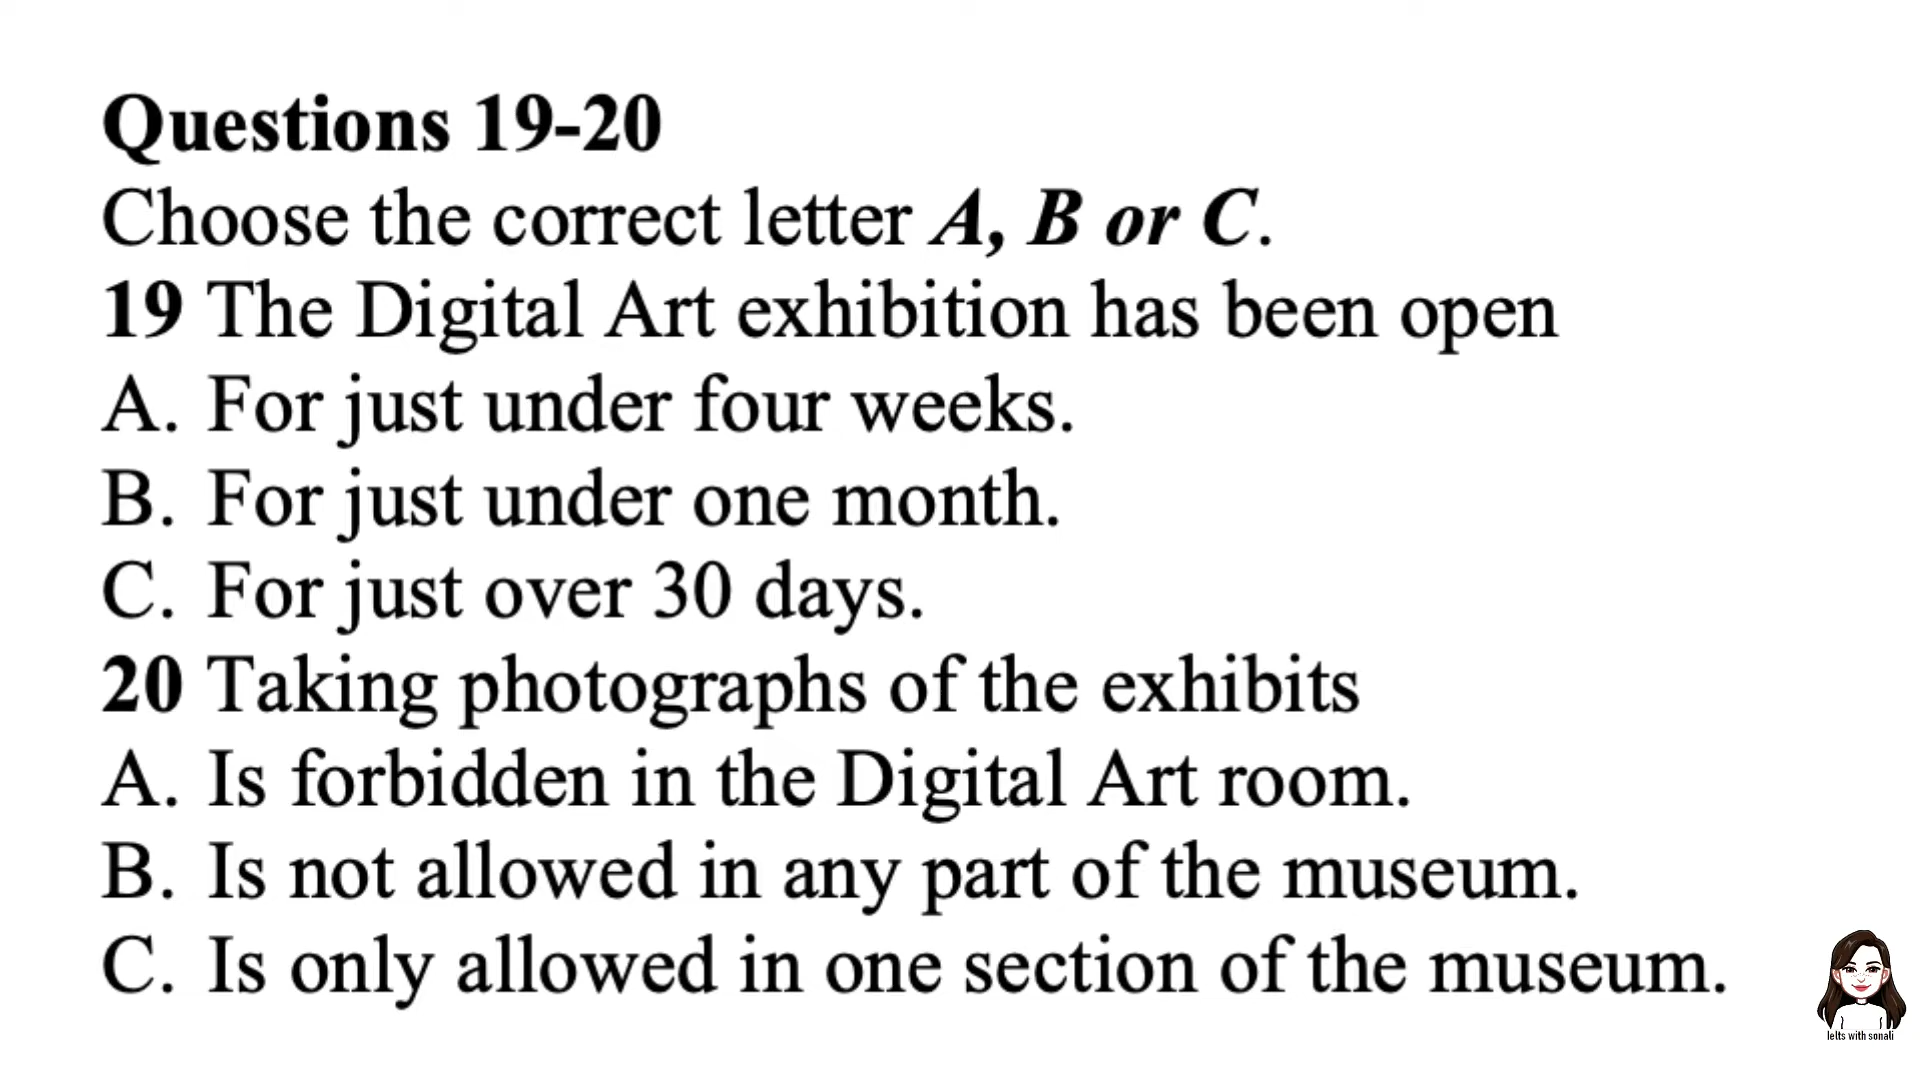 Questions 19-20
Choose the correct letter A, B or C.
19 The Digital Art exhibition has been open
A. For just under four weeks.
B. For just under one month.
C. For just over 30 days.
20 Taking photographs of the exhibits
A. Is forbidden in the Digital Art room.
B. Is not allowed in any part of the museum.
C. Is only allowed in one section of the museum.
Ielts with sonali